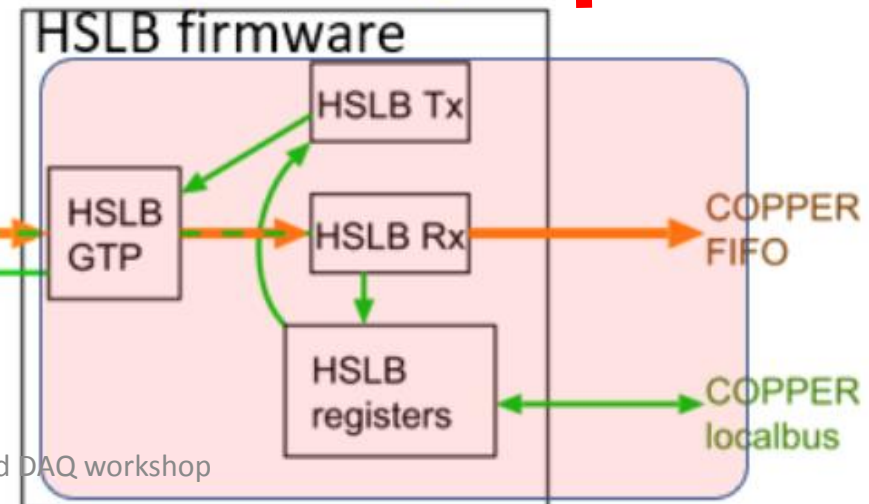 HSLB firmware
HSLB Tx
HSLB
GTP
HSLB Rx
COPPER
FIFO
HSLB
registers
COPPER
localbus
DAQ workshop